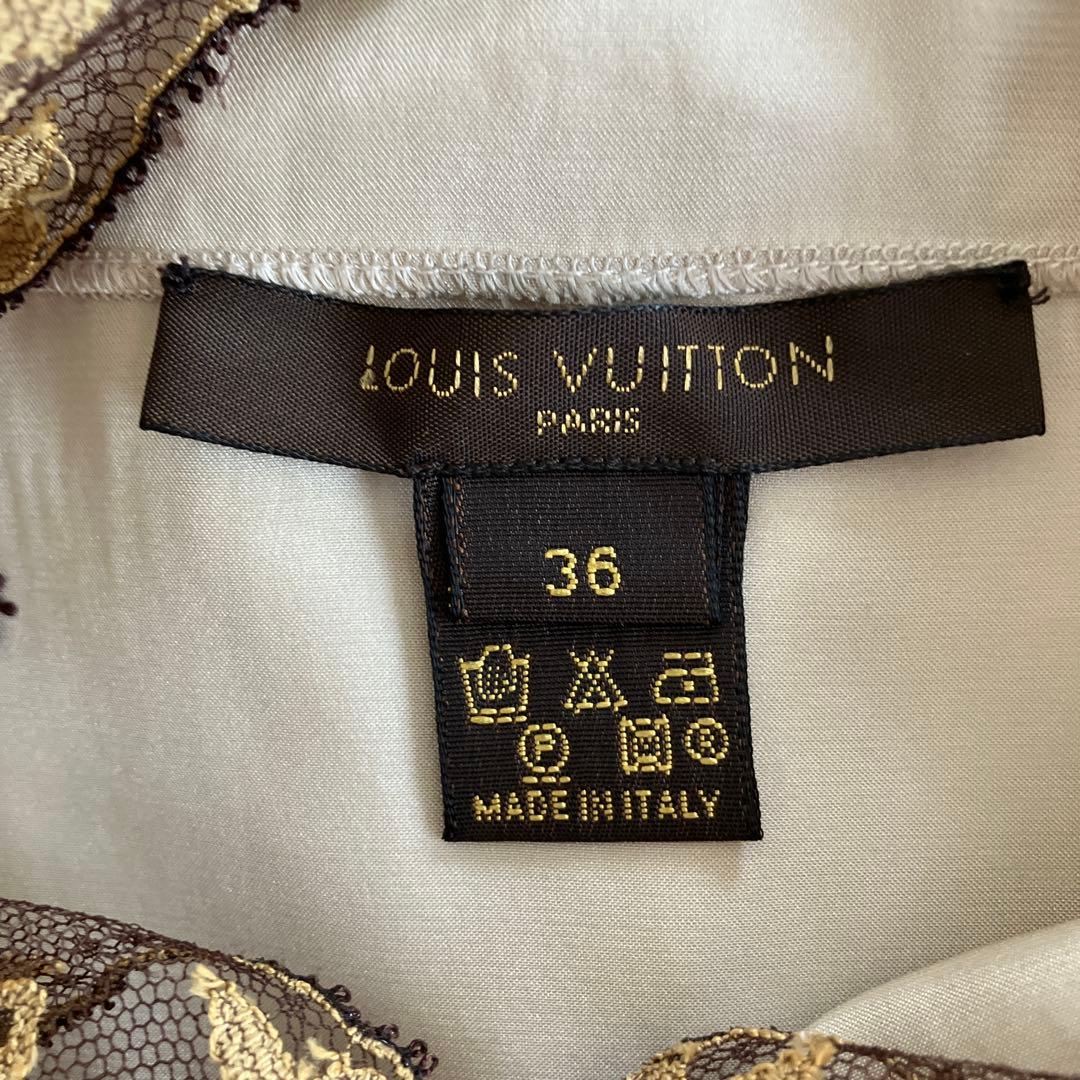 LOUIS VUITTON
PARIS
36
F
®
MADE IN ITALY